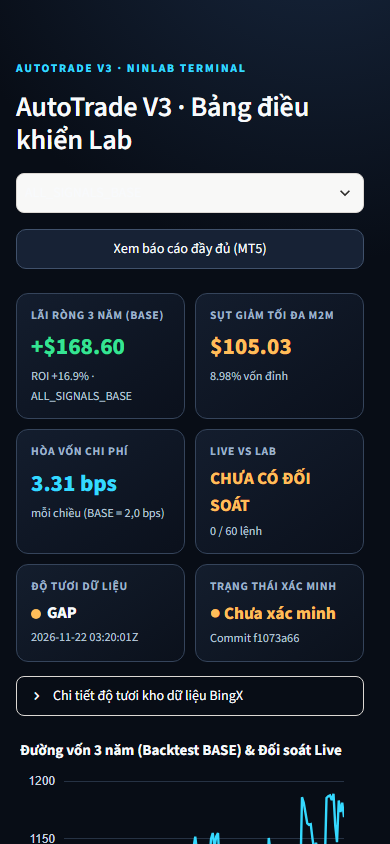 AUTOTRADE V3 · NINLAB TERMINAL
AutoTrade V3 · Bảng điều
khiển Lab
Xem báo cáo đầy đủ (MT5)
LÃI RÒNG 3 NĂM (BASE)
+$168.60
ROI +16.9% ·
ALL_SIGNALS_BASE
SỤT GIẢM TỐI ĐA M2M
$105.03
8.98% vốn đỉnh
HÒA VỐN CHI PHÍ
3.31 bps
mỗi chiều (BASE = 2,0 bps)
LIVE VS LAB
CHƯA CÓ ĐỐI
SOÁT
0 / 60 lệnh
ĐỘ TƯƠI DỮ LIỆU
GAP
2026-11-22 03:20:01Z
TRẠNG THÁI XÁC MINH
Chưa xác minh
Commit f1073a66
Chi tiết độ tươi kho dữ liệu BingX
Đường vốn 3 năm (Backtest BASE) & Đối soát Live
1200
1150